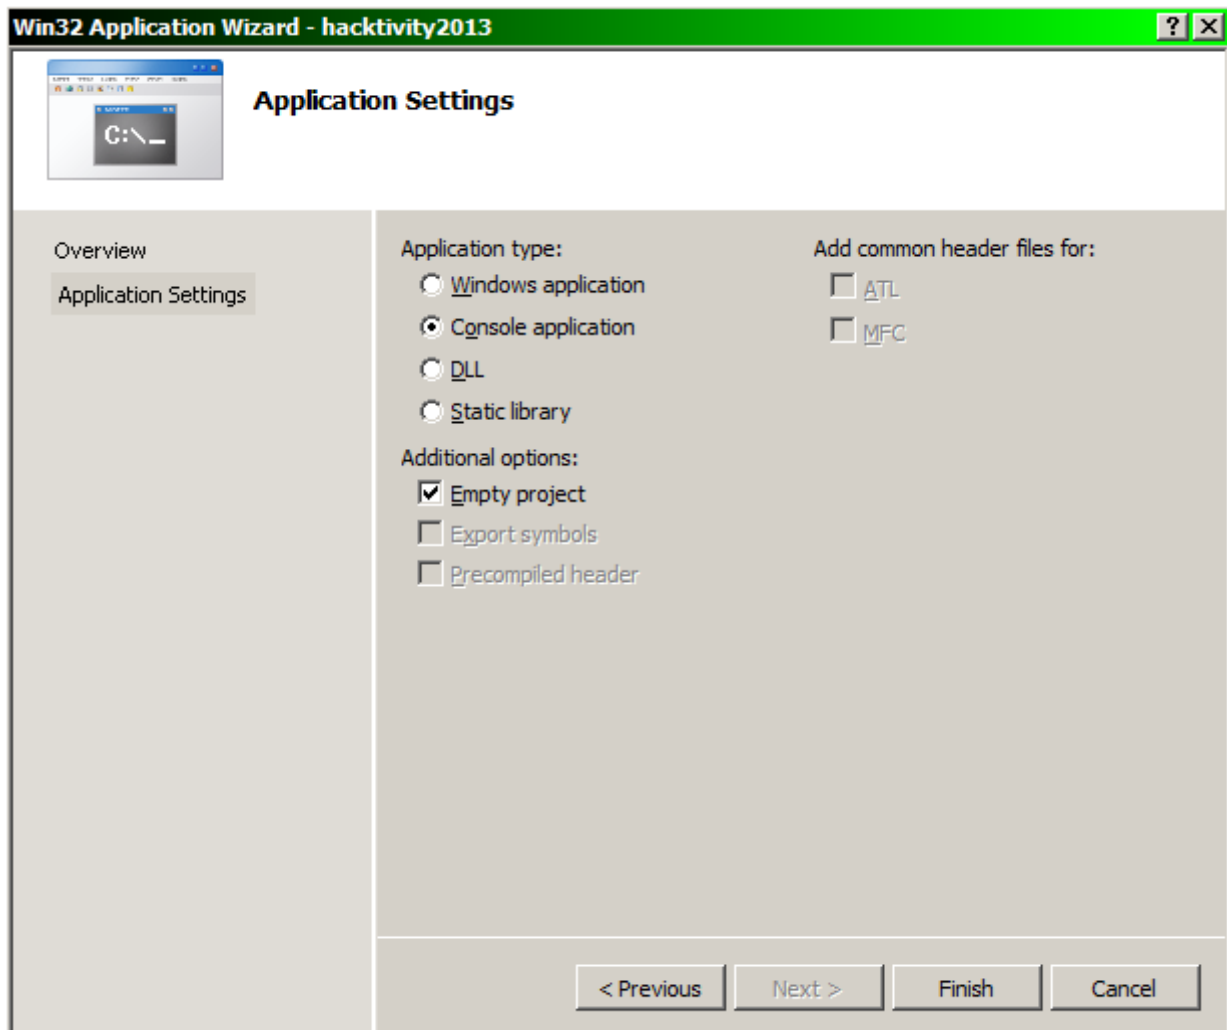 Win32 Application Wizard - hacktivity2013
Application Settings
C:\_
Overview
Application Settings
Application type:
Windows application
Console application
DLL
Static library
Additional options:
Empty project
Export symbols
Precompiled header
Add common header files for:
ATL
MFC
< Previous
Next >
Finish
Cancel